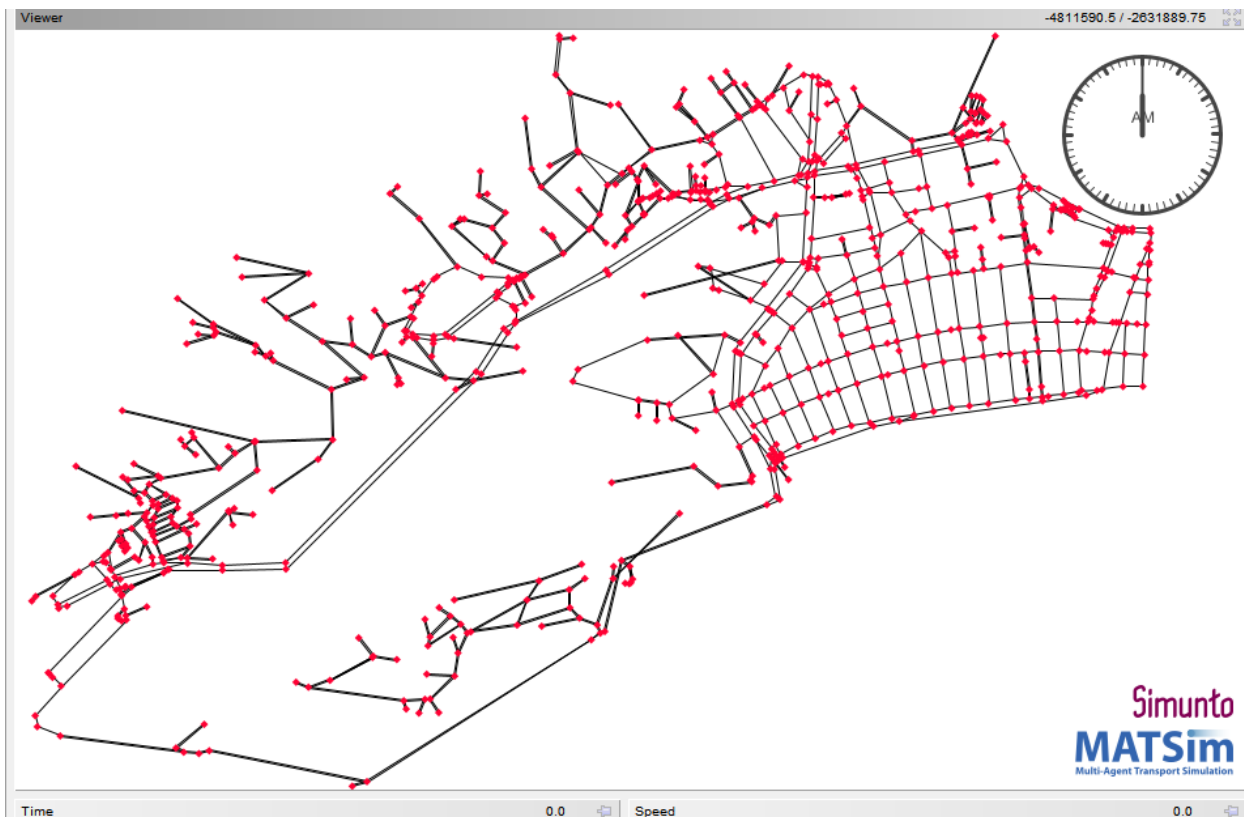 Viewer -4811590.5 / -2631889.75
AM
Simunto
MATSim
Multi-Agent Transport Simulation
Time 0.0 Speed 0.0